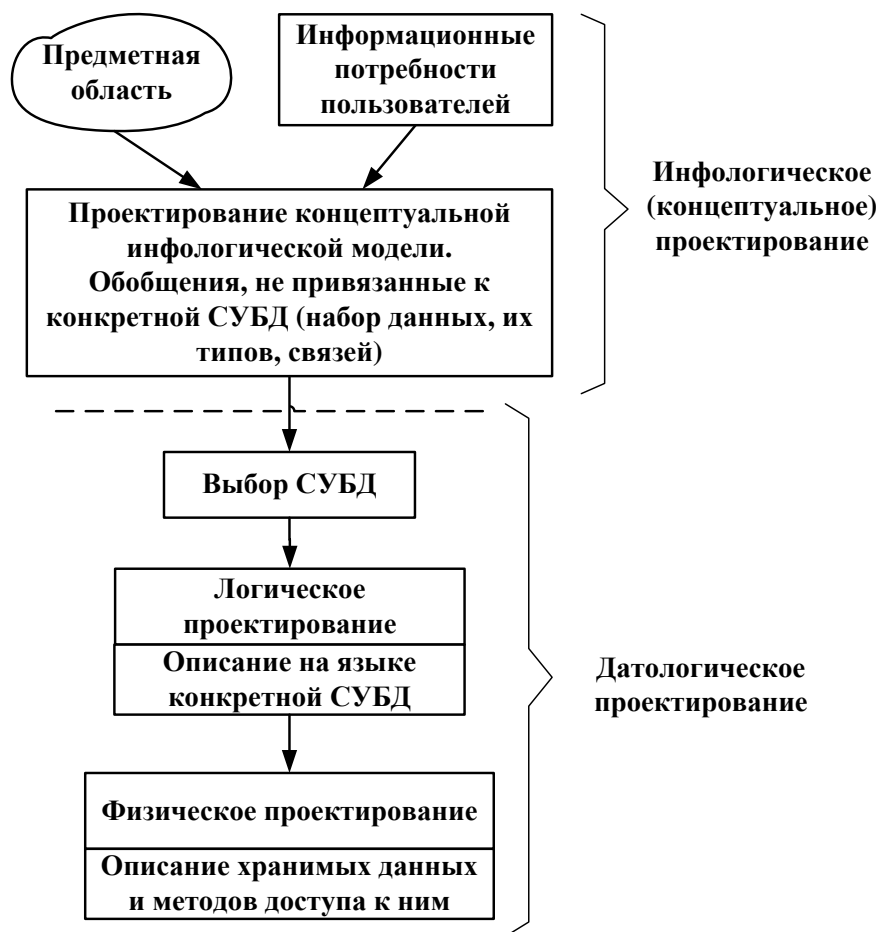 Предметная
область
Информационные
потребности
пользователей
Проектирование концептуальной
инфологической модели.
Обобщения, не привязанные к
конкретной СУБД (набор данных, их
типов, связей)
Инфологическое
(концептуальное)
проектирование
Выбор СУБД
Логическое
проектирование
Описание на языке
конкретной СУБД
Физическое проектирование
Описание хранимых данных
и методов доступа к ним
Датологическое
проектирование